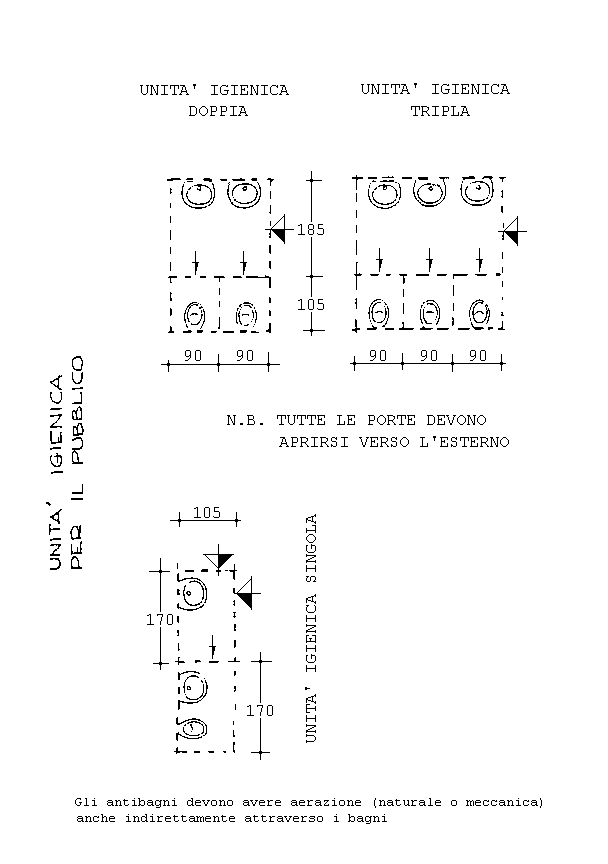 UNITA' IGIENICA
DOPPIA
UNITA' IGIENICA
TRIPLA
185
105
90 90
90 90 90
UNITA' IGIENICA
PER IL PUBBLICO
N.B. TUTTE LE PORTE DEVONO
APRIRSI VERSO L'ESTERNO
105
170
170
UNITA' IGIENICA SINGOLA
Gli antibagni devono avere aerazione (naturale o meccanica)
anche indirettamente attraverso i bagni